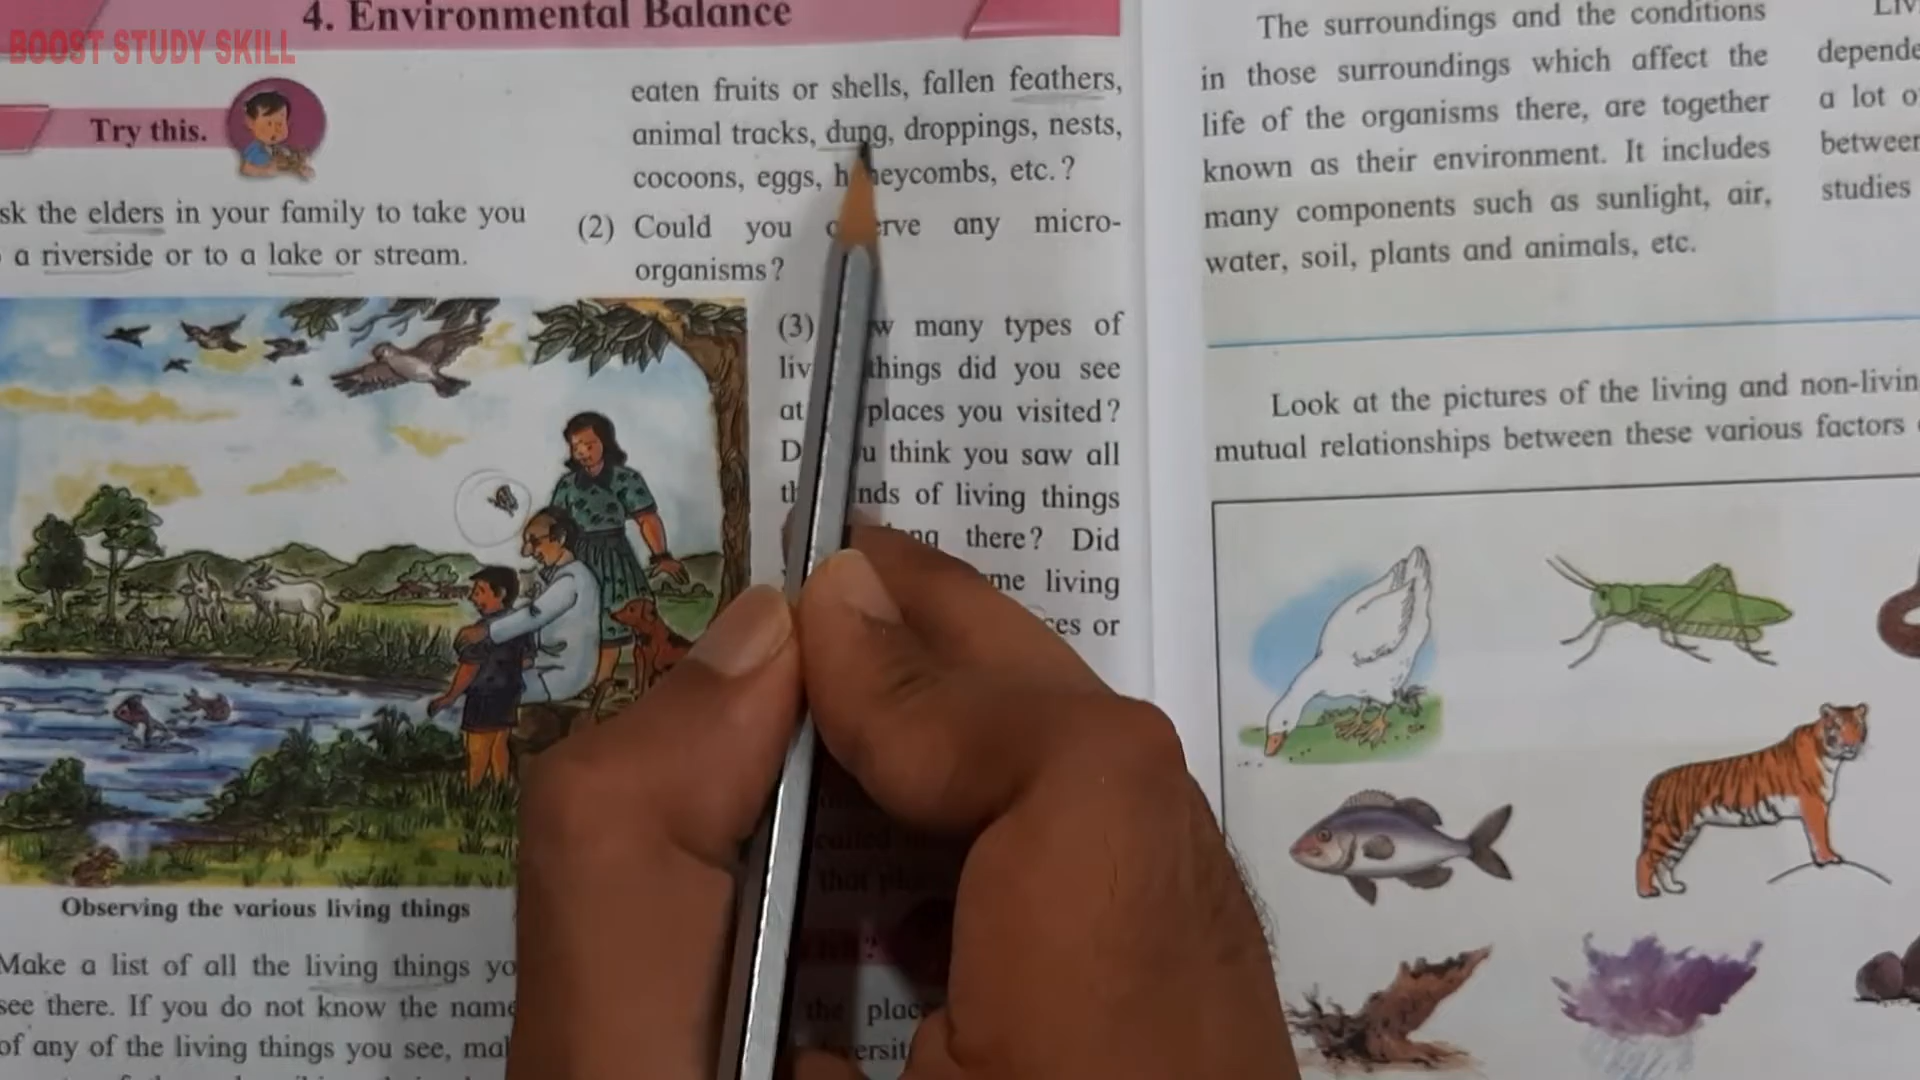 4. Environmental Balance
BOOST STUDY SKILL
Try this.
sk the elders in your family to take you
a riverside or to a lake or stream.
Observing the various living things
Make a list of all the living things yo
see there. If you do not know the name
of any of the living things you see, mal
eaten fruits or shells, fallen feathers,
animal tracks, dung, droppings, nests,
cocoons, eggs, etc. ?
(2) Could you any micro-
organisms?
(3) many types of
things did you see
at places you visited?
think you saw all
of living things
there? Did
living
or
the
The surroundings and the conditions
in those surroundings which affect the
life of the organisms there, are together
known as their environment. It includes
many components such as sunlight, air,
water, soil, plants and animals, etc.
Look at the pictures of the living and non-livin
mutual relationships between these various factors
depende
a lot o
between
studies